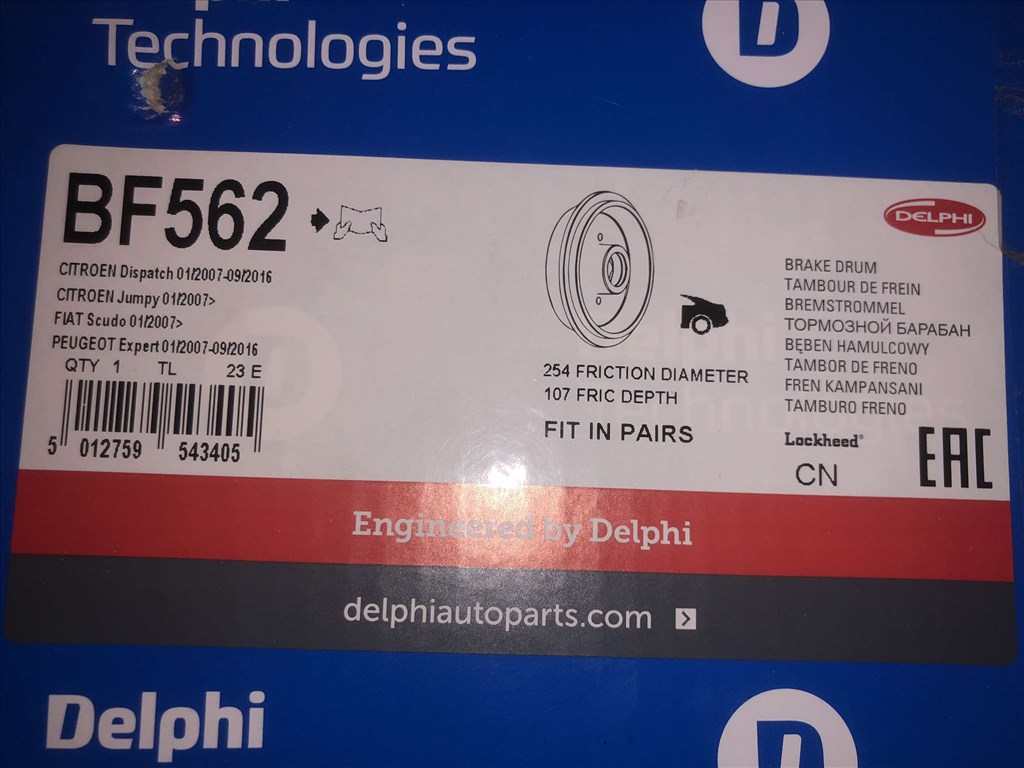 Technologies
D
BF562
CITROEN Dispatch 01/2007-09/2016
CITROEN Jumpy 01/2007>
FIAT Scudo 01/2007>
PEUGEOT Expert 01/2007-09/2016
QTY 1 TL 23 E
5 012759 543405
254 FRICTION DIAMETER
107 FRIC DEPTH
FIT IN PAIRS
DELPHI
BRAKE DRUM
TAMBOUR DE FREIN
BREMSTROMMEL
ТОРМОЗНОЙ БАРАБАН
BĘBEN HAMULCOWY
TAMBOR DE FRENO
FREN KAMPANSANI
TAMBURO FRENO
Lockheed®
CN
EAC
Engineered by Delphi
delphiautoparts.com
Delphi
D